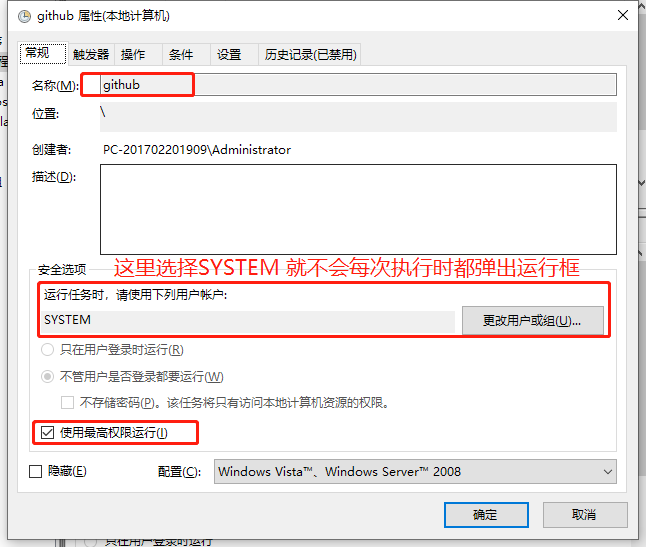 github 属性(本地计算机)
常规 触发器 操作 条件 设置 历史记录(已禁用)
名称(M): github
位置: \
创建者: PC-201702201909\Administrator
描述(D):
这里选择SYSTEM 就不会每次执行时都弹出运行框
安全选项
运行任务时，请使用下列用户帐户:
SYSTEM 更改用户或组(U)...
只在用户登录时运行(R)
不管用户是否登录都要运行(W)
不存储密码(P)。该任务将只有访问本地计算机资源的权限。
使用最高权限运行(I)
隐藏(E) 配置(C): Windows Vista™、Windows Server™ 2008
确定 取消
只在用户登录时运行